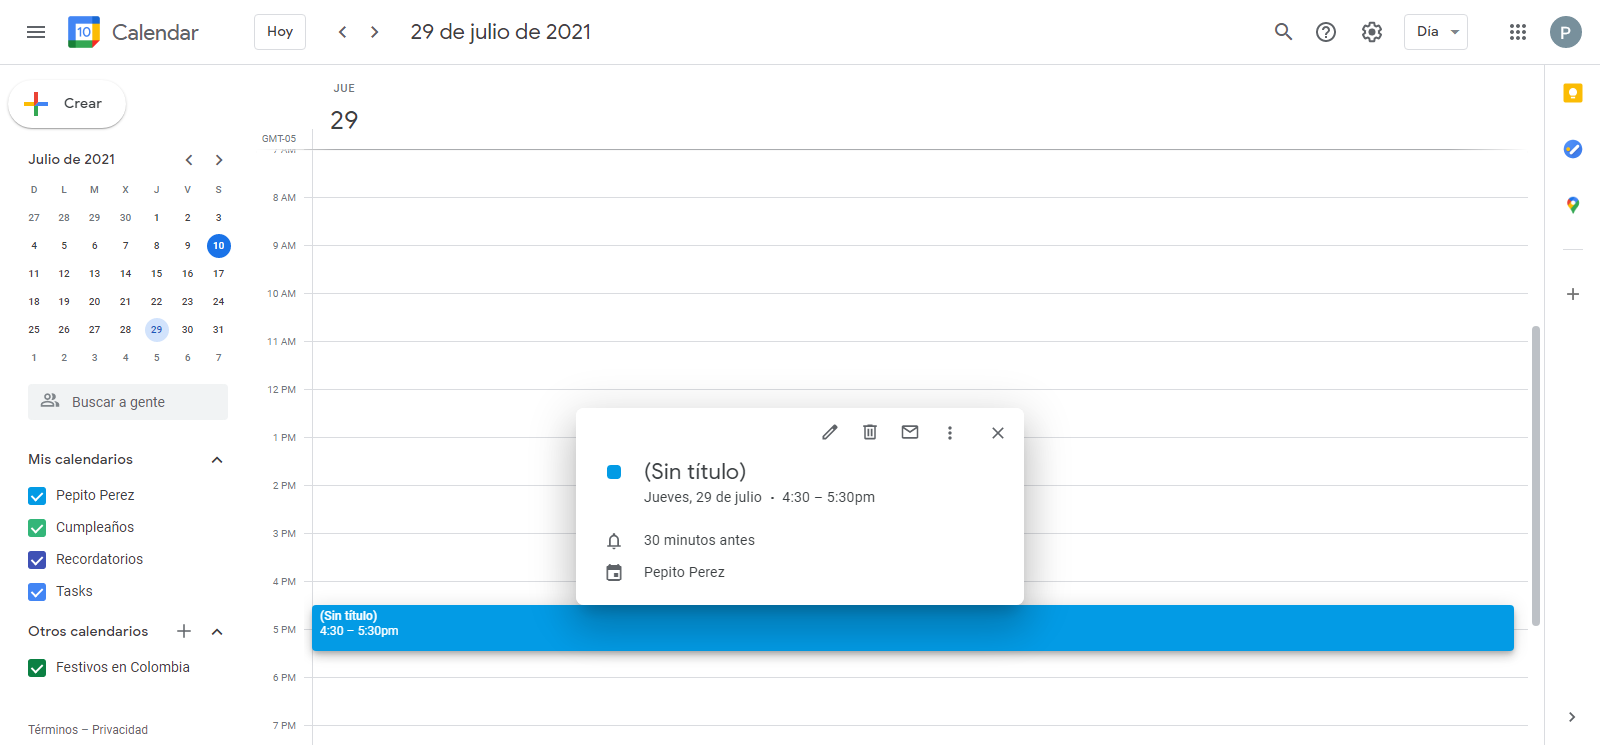 10 Calendar
Hoy
29 de julio de 2021
Día
P
Crear
JUE
29
GMT-05
Julio de 2021
D L M X J V S
27 28 29 30 1 2 3
4 5 6 7 8 9 10
11 12 13 14 15 16 17
18 19 20 21 22 23 24
25 26 27 28 29 30 31
1 2 3 4 5 6 7
Buscar a gente
Mis calendarios
Pepito Perez
Cumpleaños
Recordatorios
Tasks
Otros calendarios
Festivos en Colombia
Términos – Privacidad
7 AM
8 AM
9 AM
10 AM
11 AM
12 PM
1 PM
2 PM
3 PM
4 PM
5 PM
6 PM
7 PM
(Sin título)
Jueves, 29 de julio • 4:30 – 5:30pm
30 minutos antes
Pepito Perez
(Sin título)
4:30 – 5:30pm